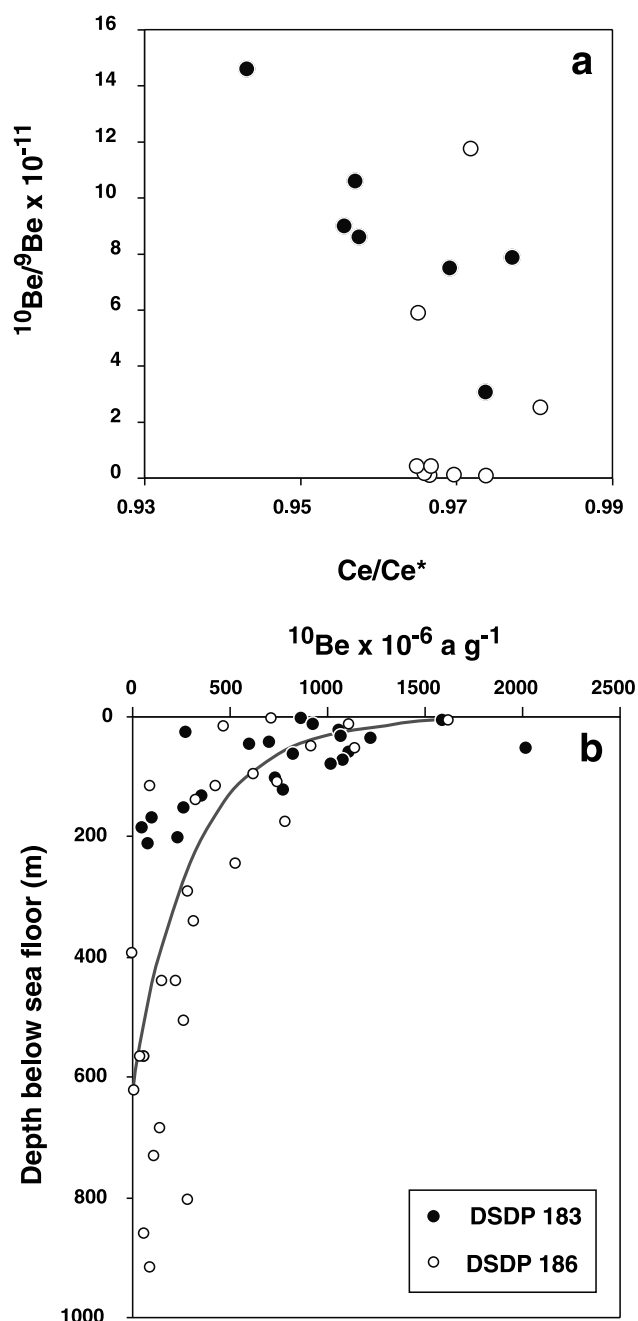 16
a
14
12
10
8
6
4
2
0
¹⁰Be/⁹Be x 10⁻¹¹
0.93 0.95 0.97 0.99
Ce/Ce*
¹⁰Be x 10⁻⁶ a g⁻¹
0 500 1000 1500 2000 2500
0
b
200
400
600
800
1000
Depth below sea floor (m)
DSDP 183
DSDP 186